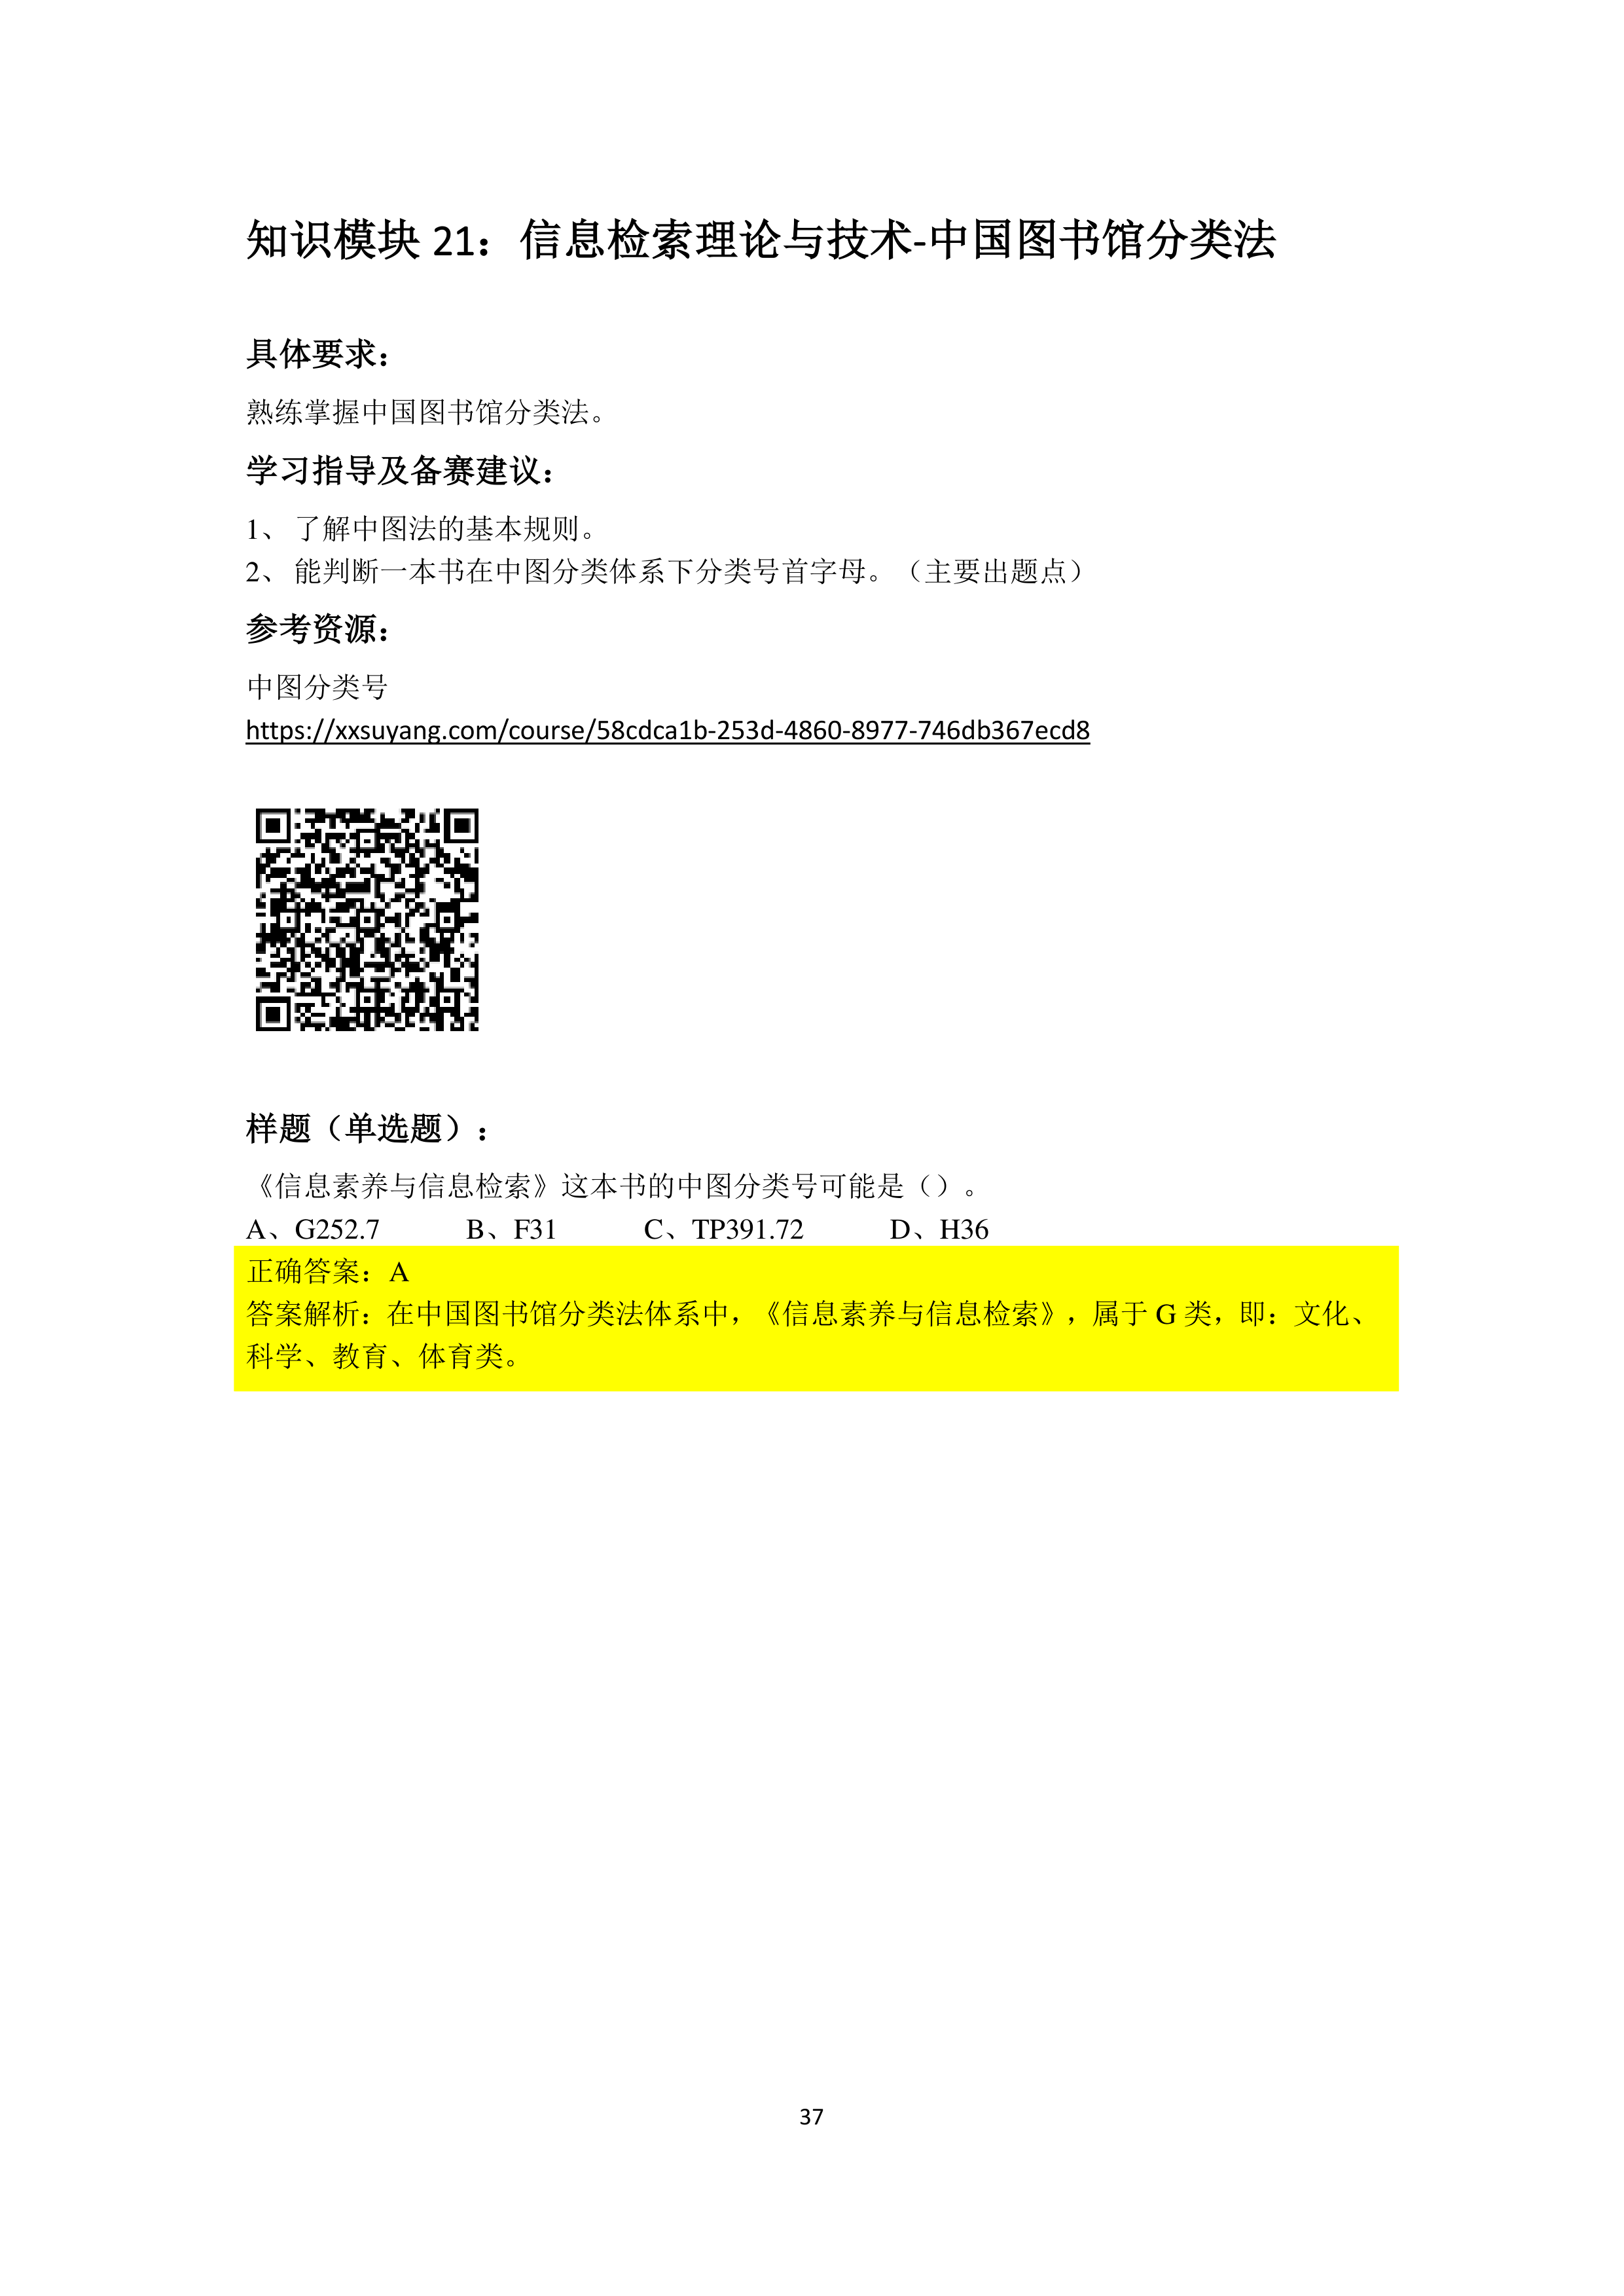 知识模块 21：信息检索理论与技术-中国图书馆分类法
具体要求：
熟练掌握中国图书馆分类法。
学习指导及备赛建议：
1、 了解中图法的基本规则。
2、 能判断一本书在中图分类体系下分类号首字母。（主要出题点）
参考资源：
中图分类号
https://xxsuyang.com/course/58cdca1b-253d-4860-8977-746db367ecd8
样题（单选题）：
《信息素养与信息检索》这本书的中图分类号可能是（）。
A、G252.7 B、F31 C、TP391.72 D、H36
正确答案：A
答案解析：在中国图书馆分类法体系中，《信息素养与信息检索》，属于 G 类，即：文化、
科学、教育、体育类。
37